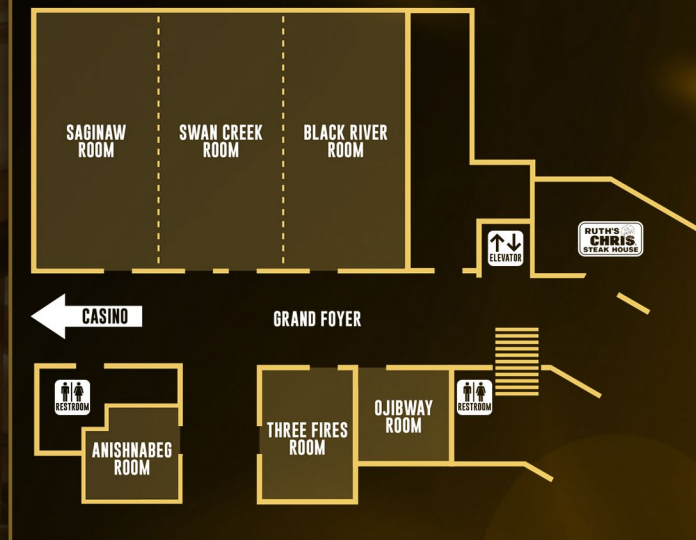 SAGINAW
ROOM
SWAN CREEK
ROOM
BLACK RIVER
ROOM
ELEVATOR
RUTH'S
CHRIS
STEAK HOUSE
CASINO
GRAND FOYER
RESTROOM
ANISHNABEG
ROOM
THREE FIRES
ROOM
OJIBWAY
ROOM
RESTROOM